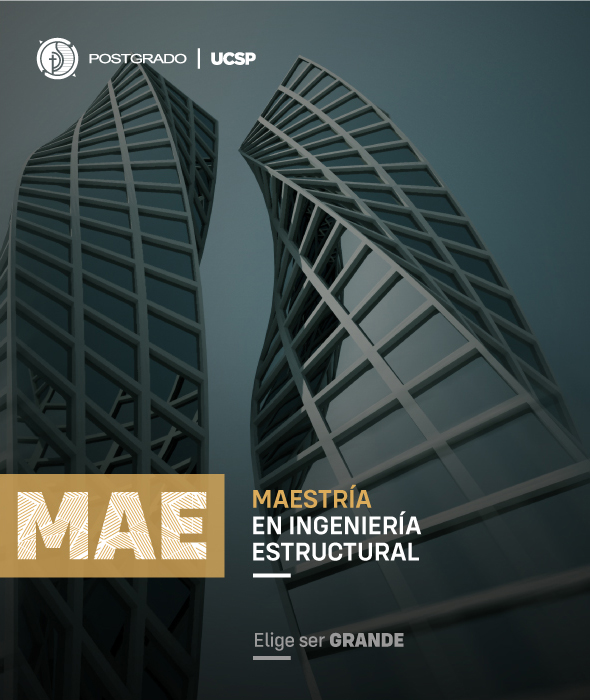 POSTGRADO | UCSP
MAE
MAESTRÍA
EN INGENIERÍA
ESTRUCTURAL
Elige ser GRANDE